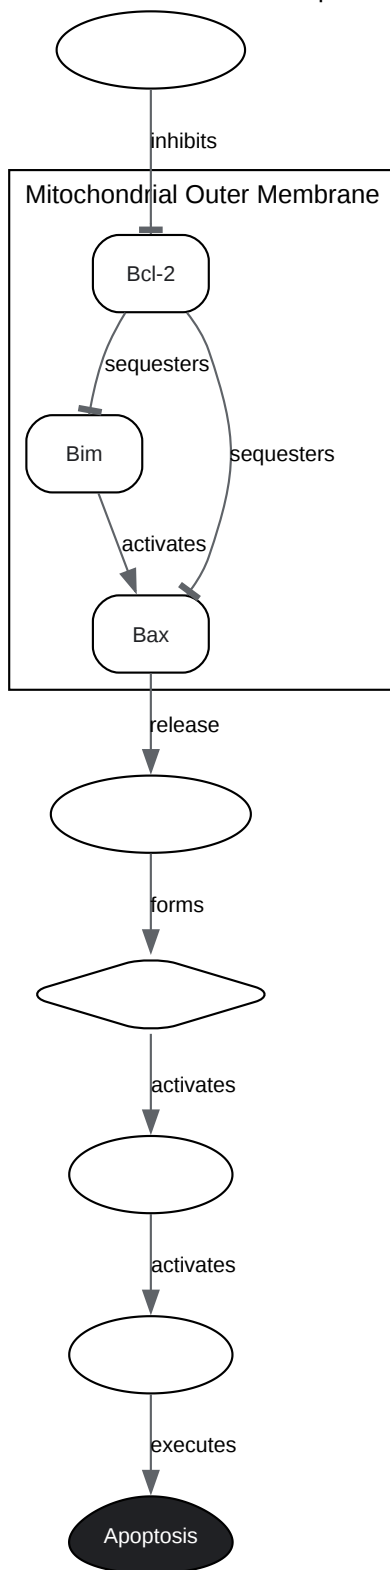 inhibits
Mitochondrial Outer Membrane
Bcl-2
sequesters
Bim
sequesters
activates
Bax
release
forms
activates
activates
executes
Apoptosis